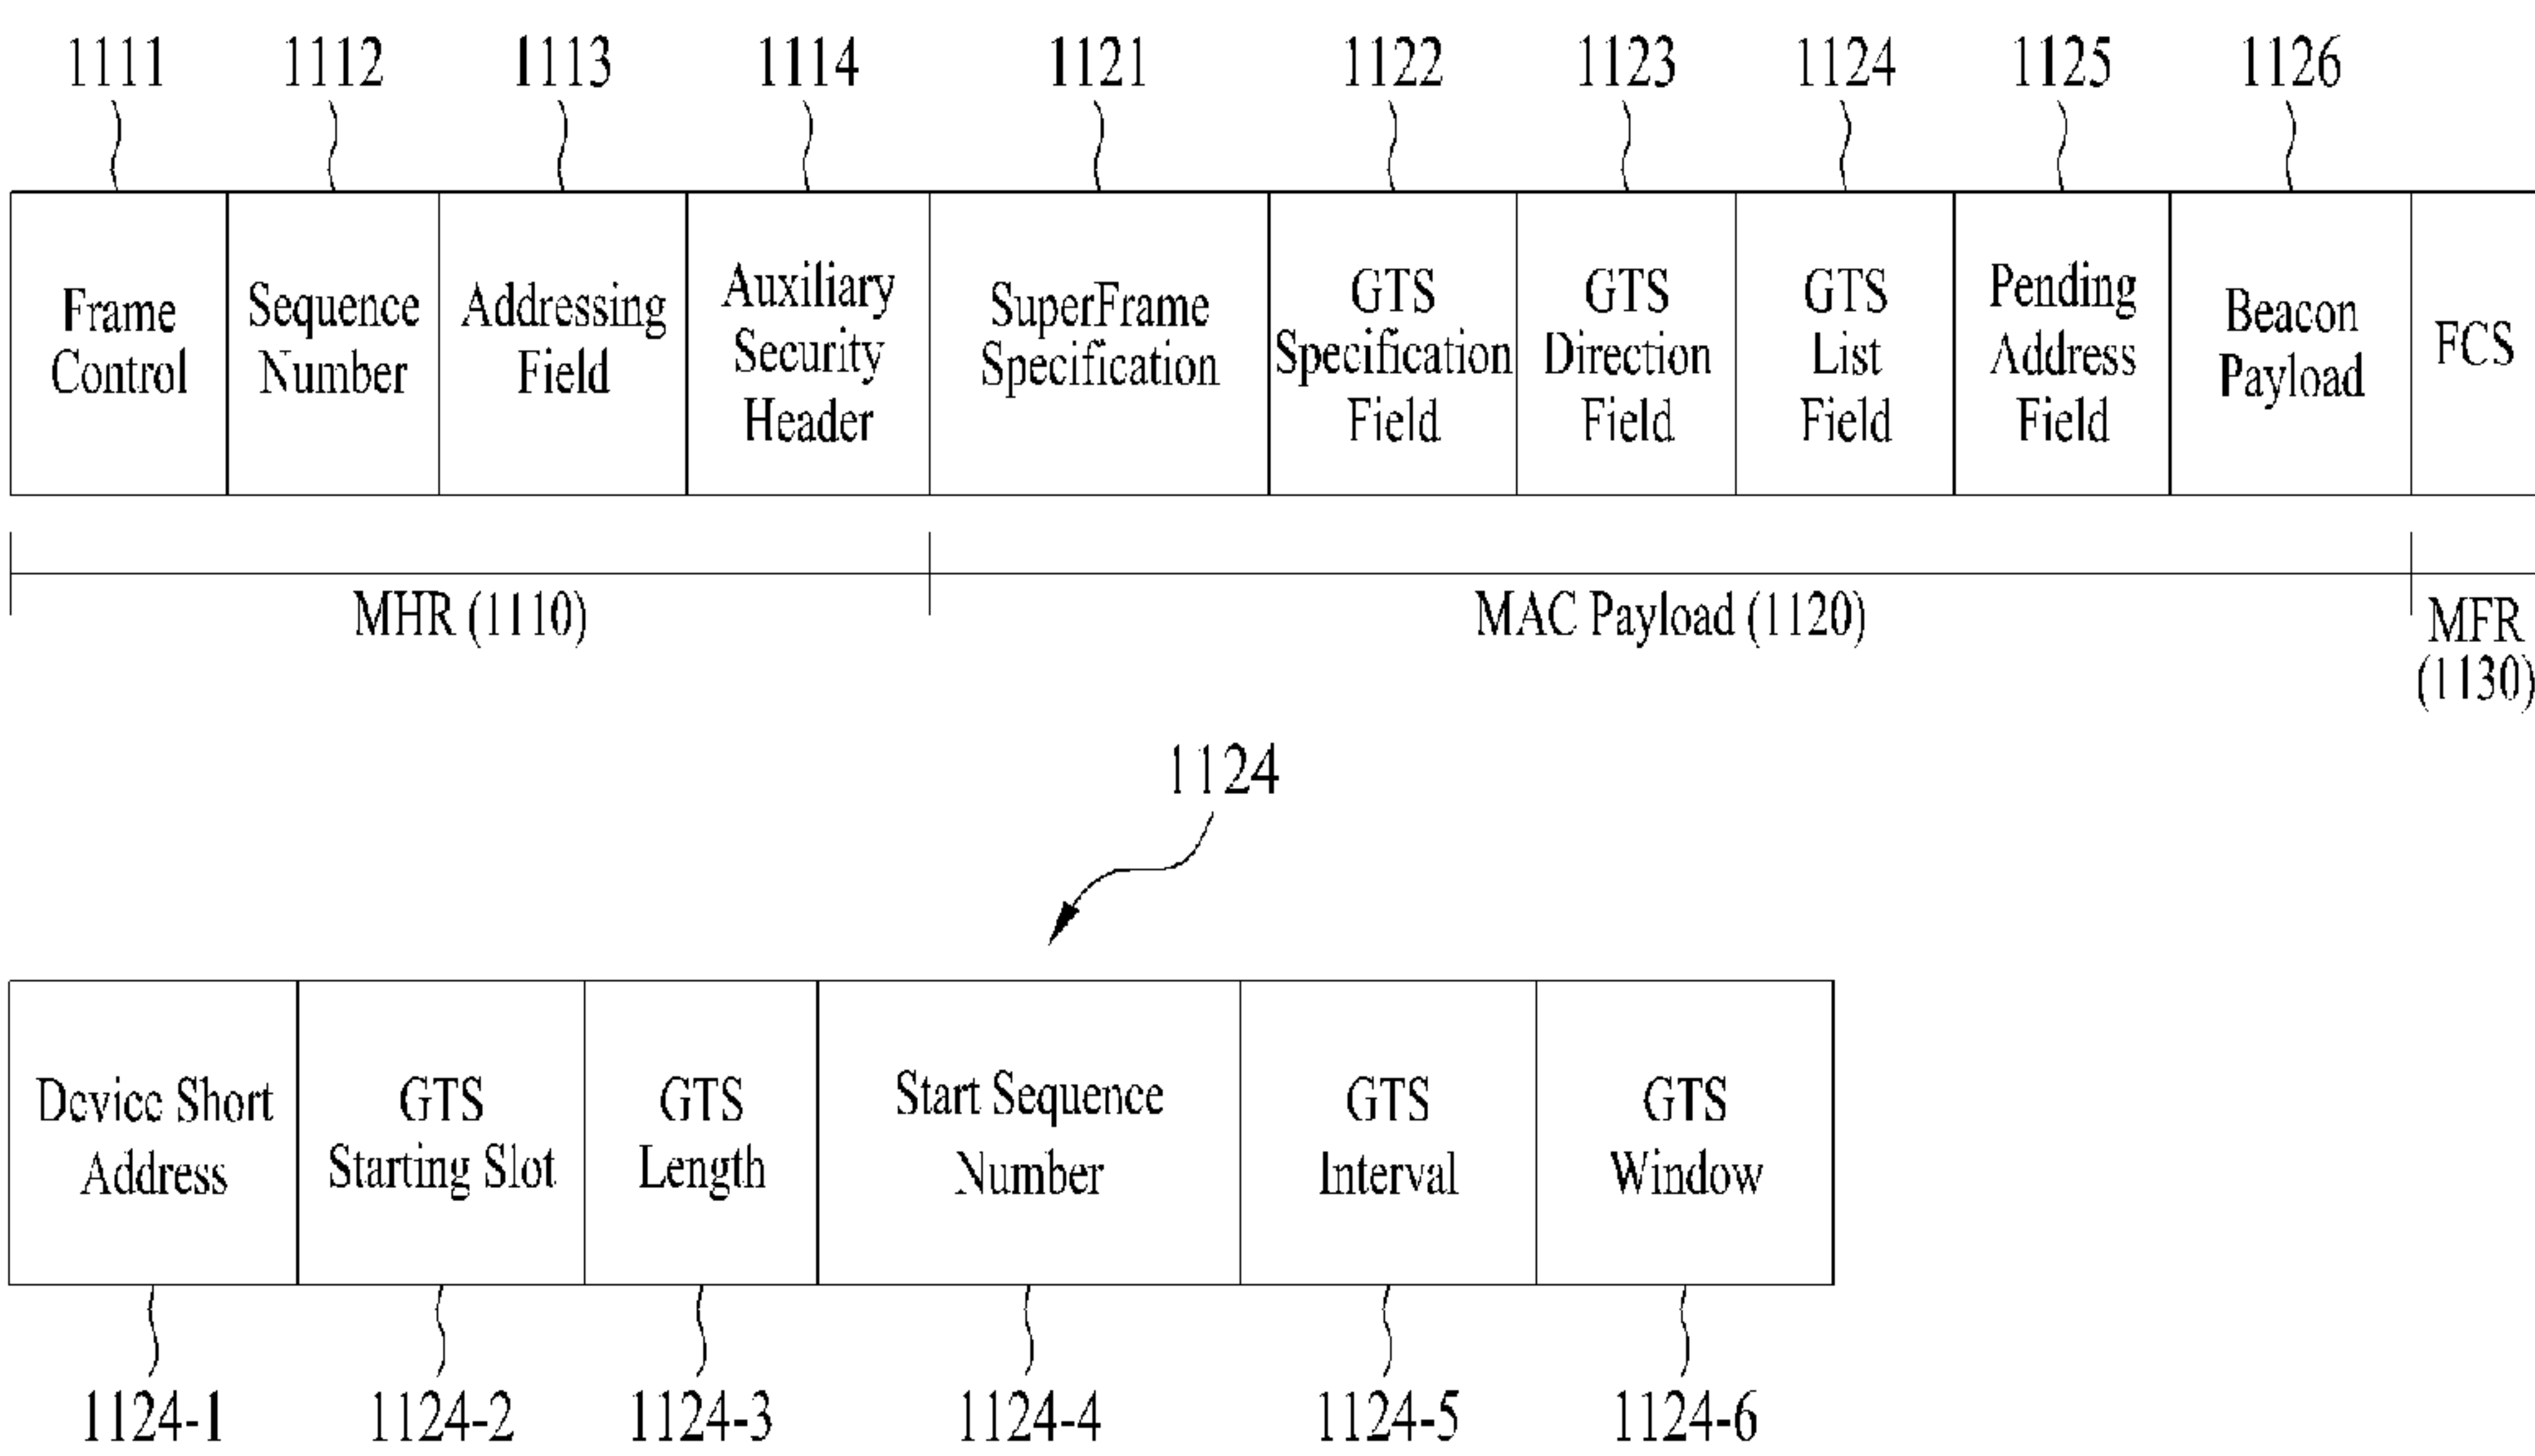 1111 1112 1113 1114 1121 1122 1123 1124 1125 1126
Frame
Control
Sequence
Number
Addressing
Field
Auxiliary
Security
Header
SuperFrame
Specification
GTS
Specification
Field
GTS
Direction
Field
GTS
List
Field
Pending
Address
Field
Beacon
Payload
FCS
MHR (1110)
MAC Payload (1120)
MFR
(1130)
1124
Device Short
Address
GTS
Starting Slot
GTS
Length
Start Sequence
Number
GTS
Interval
GTS
Window
1124-1 1124-2 1124-3 1124-4 1124-5 1124-6